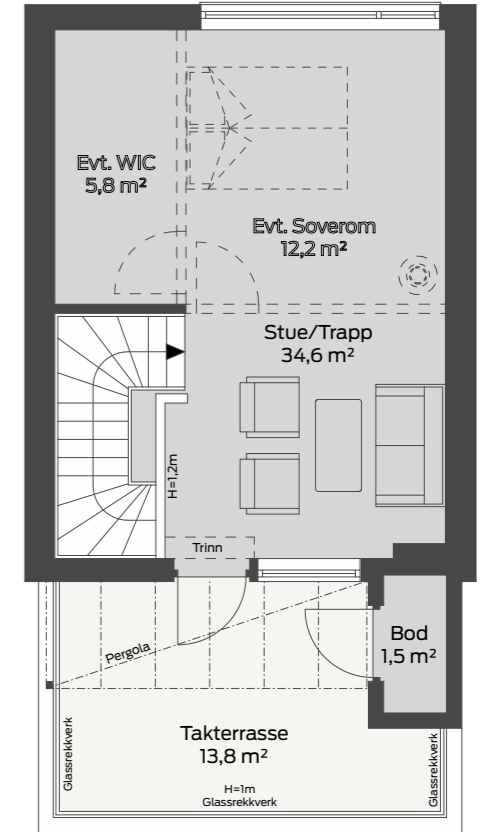 Evt. WIC
5,8 m²
Evt. Soverom
12,2 m²
Stue/Trapp
34,6 m²
H=1,2m
Trinn
Pergola
Bod
1,5 m²
Takterrasse
13,8 m²
Glassrekkverk
H=1m
Glassrekkverk
Glassrekkverk